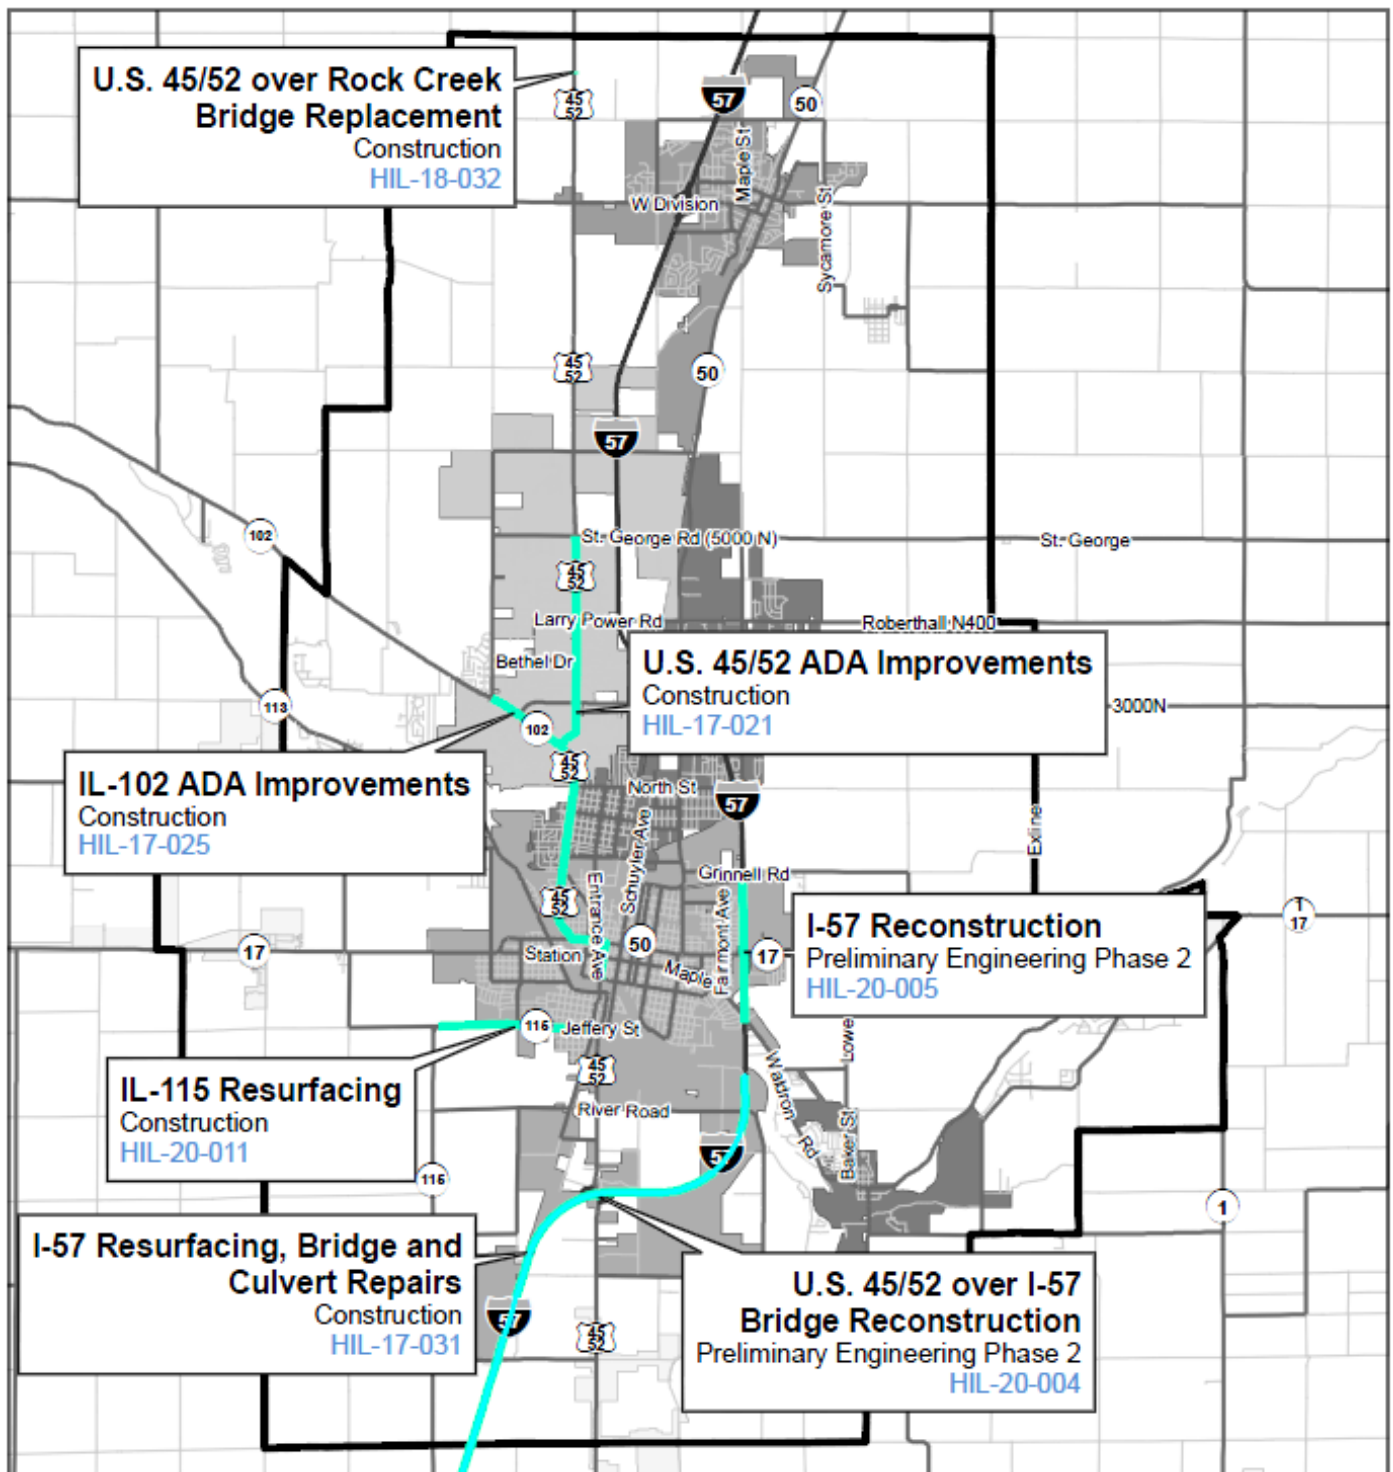 U.S. 45/52 over Rock Creek
Bridge Replacement
Construction
HIL-18-032
45
52
57
50
Maple St
W Division
Sycamore St
45
52
50
57
102
St. George Rd (5000 N)
St. George
45
52
Larry Power Rd
Roberthall N400
Bethel Dr
U.S. 45/52 ADA Improvements
Construction
HIL-17-021
113
3000N
102
45
52
IL-102 ADA Improvements
Construction
HIL-17-025
North St
57
Schuyler Ave
Exline
Grinnell Rd
Entrance Ave
Fairmont Ave
45
52
I-57 Reconstruction
Preliminary Engineering Phase 2
HIL-20-005
T
17
17
Station
50
Maple
17
115
Jeffery St
Lowe
IL-115 Resurfacing
Construction
HIL-20-011
45
52
Waldron Rd
River Road
Baker St
57
115
1
I-57 Resurfacing, Bridge and
Culvert Repairs
Construction
HIL-17-031
57
45
52
U.S. 45/52 over I-57
Bridge Reconstruction
Preliminary Engineering Phase 2
HIL-20-004